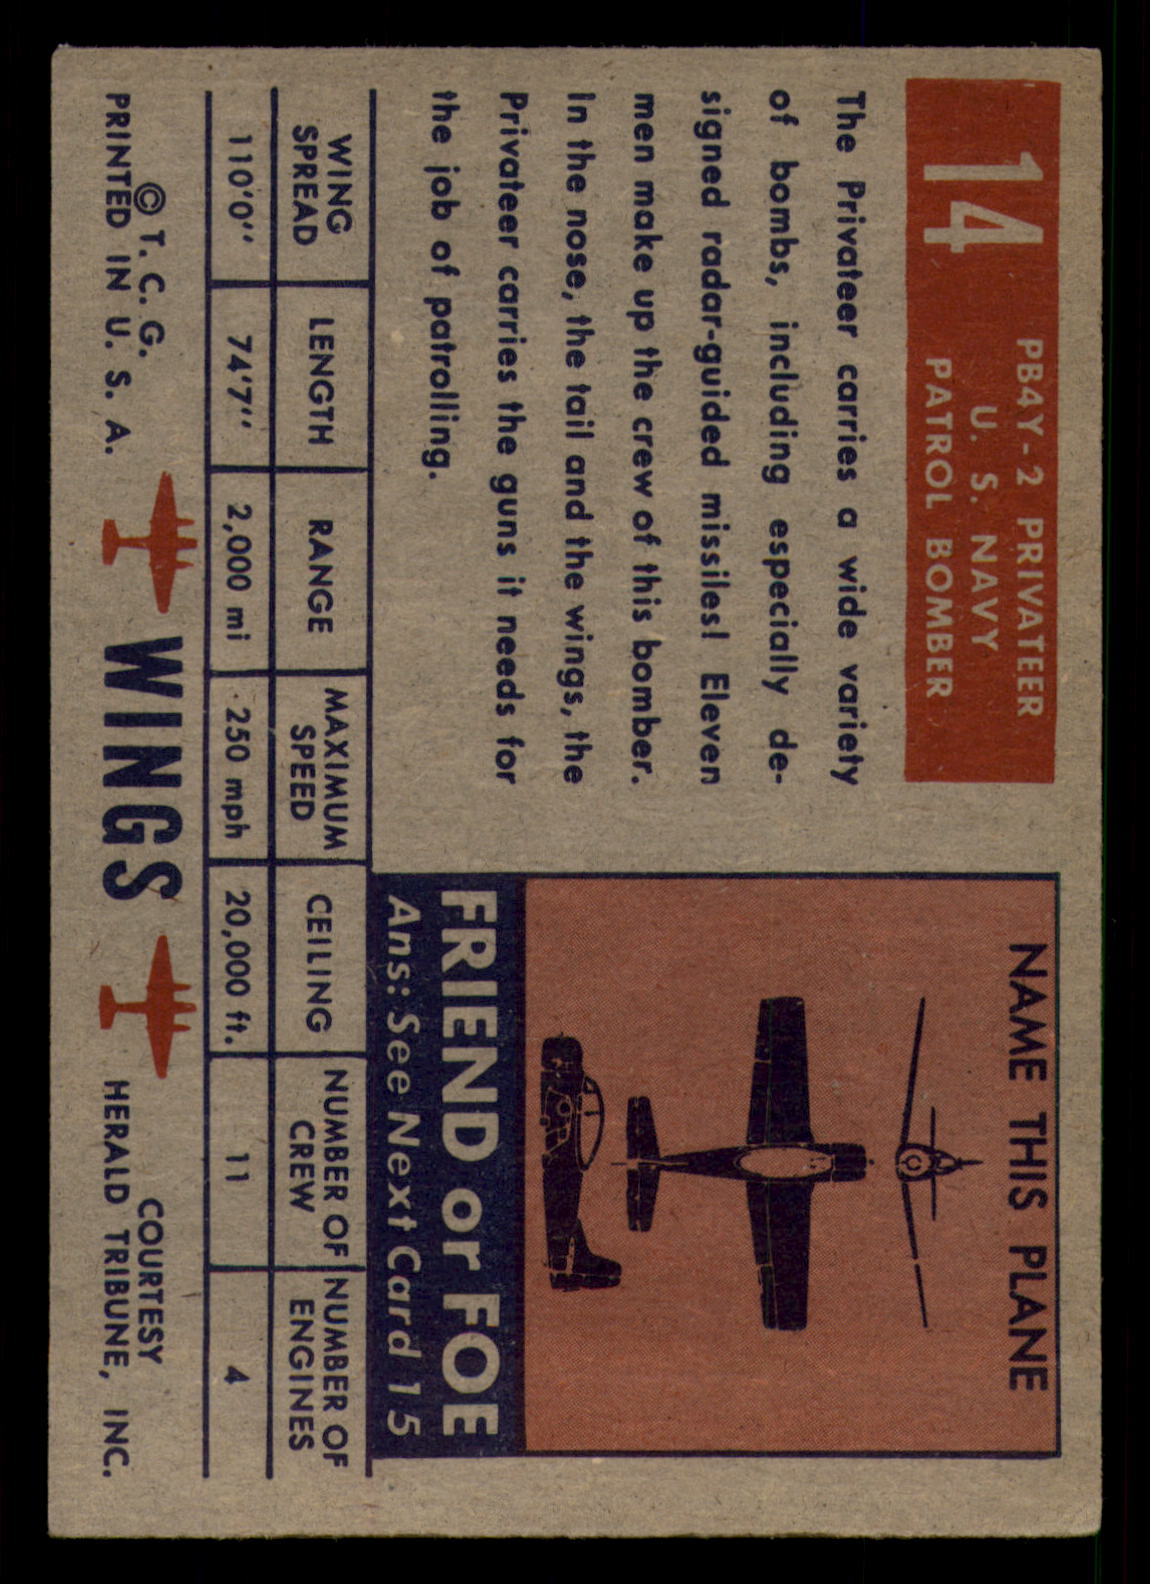 14
PB4Y-2 PRIVATEER
U. S. NAVY
PATROL BOMBER
The Privateer carries a wide variety
of bombs, including especially de-
signed radar-guided missiles! Eleven
men make up the crew of this bomber.
In the nose, the tail and the wings, the
Privateer carries the guns it needs for
the job of patrolling.
NAME THIS PLANE
FRIEND or FOE
Ans: See Next Card 15
WING SPREAD LENGTH RANGE MAXIMUM SPEED CEILING NUMBER OF CREW NUMBER OF ENGINES
110'0'' 74'7'' 2,000 mi 250 mph 20,000 ft. 11 4
© T. C. G.
PRINTED IN U. S. A.
WINGS
COURTESY
HERALD TRIBUNE, INC.